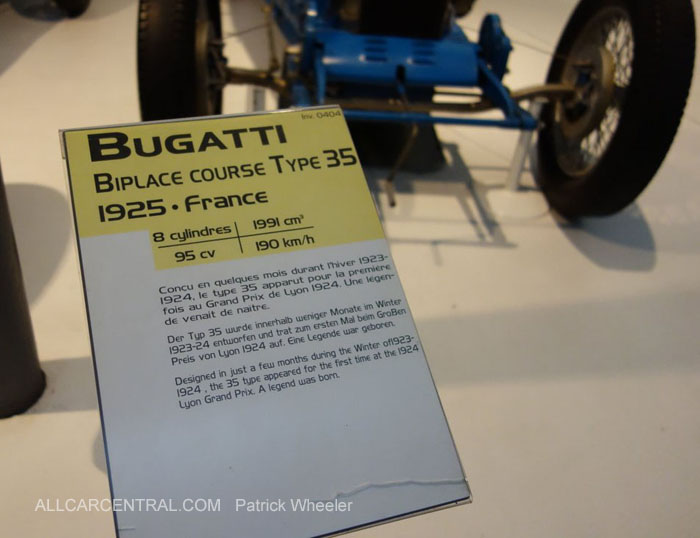 Inv. 0404
BUGATTI
BIPLACE COURSE TYPE 35
1925 • France
8 cylindres 1991 cm³
95 cv 190 km/h
Concu en quelques mois durant l'hiver 1923-
1924, le type 35 apparut pour la première
fois au Grand Prix de Lyon 1924. Une légen-
de venait de naître.
Der Typ 35 wurde innerhalb weniger Monate im Winter
1923-24 entworfen und trat zum ersten Mal beim Großen
Preis von Lyon 1924 auf. Eine Legende war geboren.
Designed in just a few months during the Winter of1923-
1924 , the 35 type appeared for the first time at the 1924
Lyon Grand Prix. A legend was born.
ALLCARCENTRAL.COM Patrick Wheeler